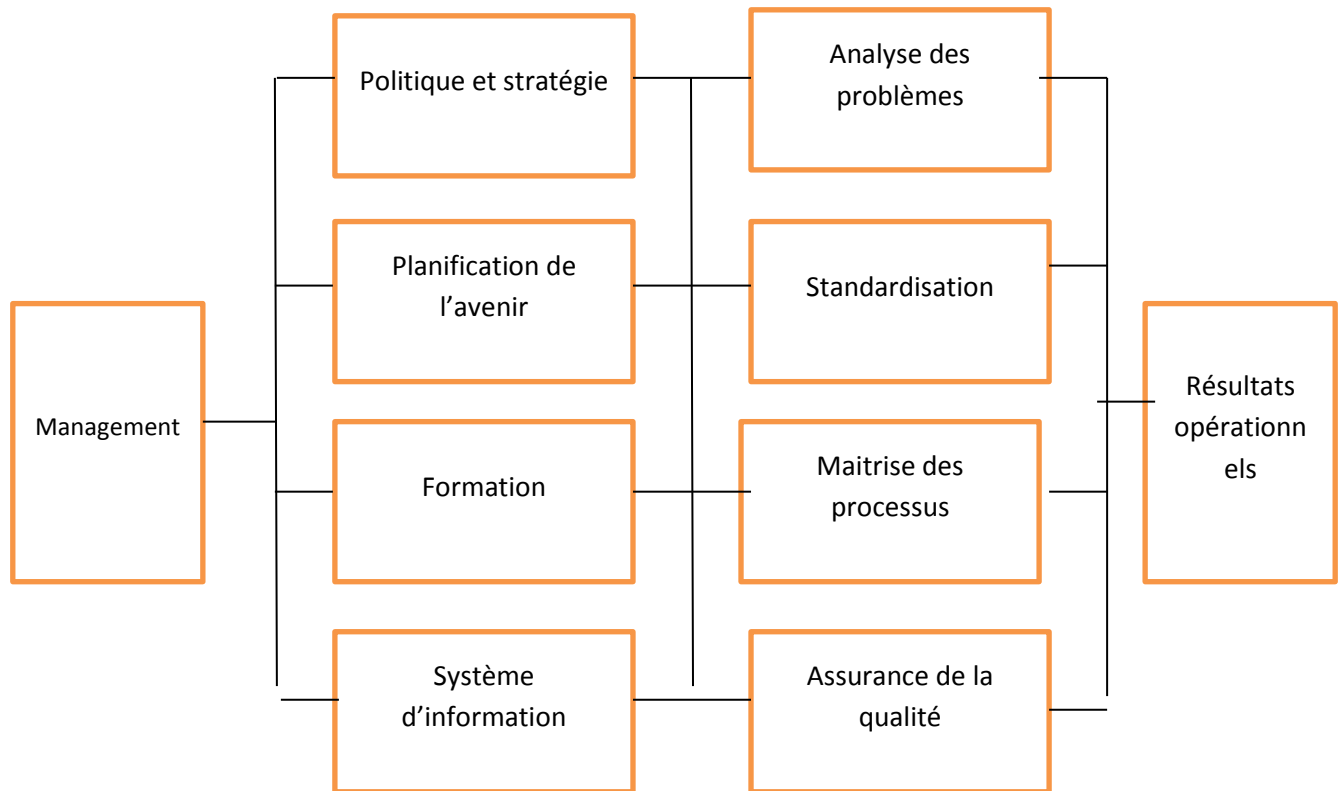 Politique et stratégie
Analyse des
problèmes
Planification de
l’avenir
Standardisation
Management
Résultats
opérationn
els
Formation
Maitrise des
processus
Système
d’information
Assurance de la
qualité